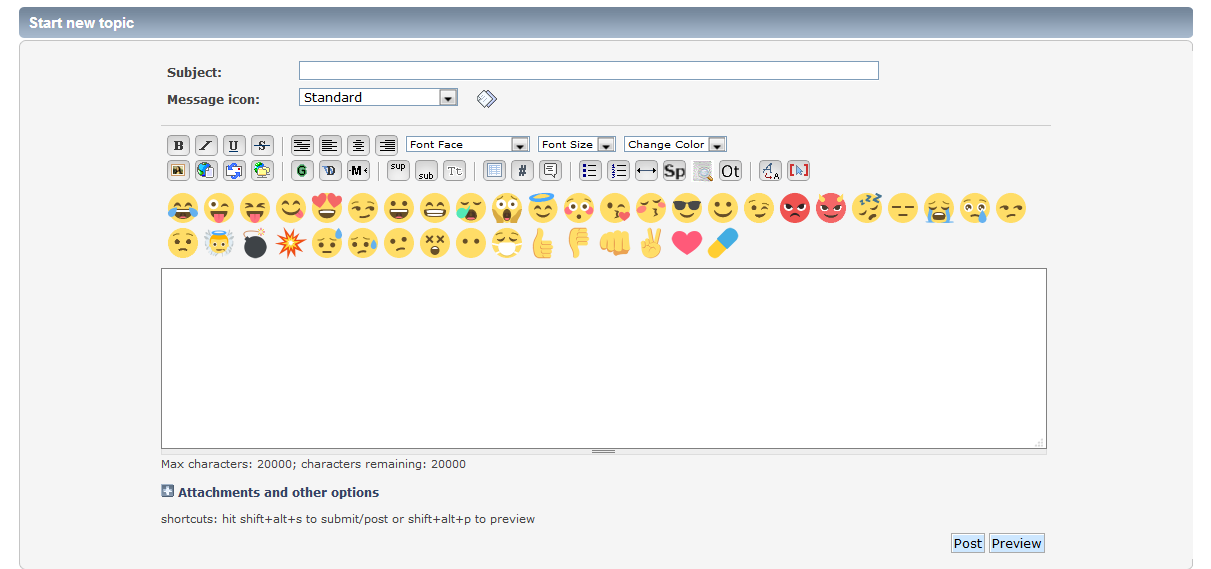 Start new topic
Subject:
Message icon: Standard
B I U S Font Face Font Size Change Color
G D M sup sub Tt # Sp Ot A A
Max characters: 20000; characters remaining: 20000
Attachments and other options
shortcuts: hit shift+alt+s to submit/post or shift+alt+p to preview
Post Preview